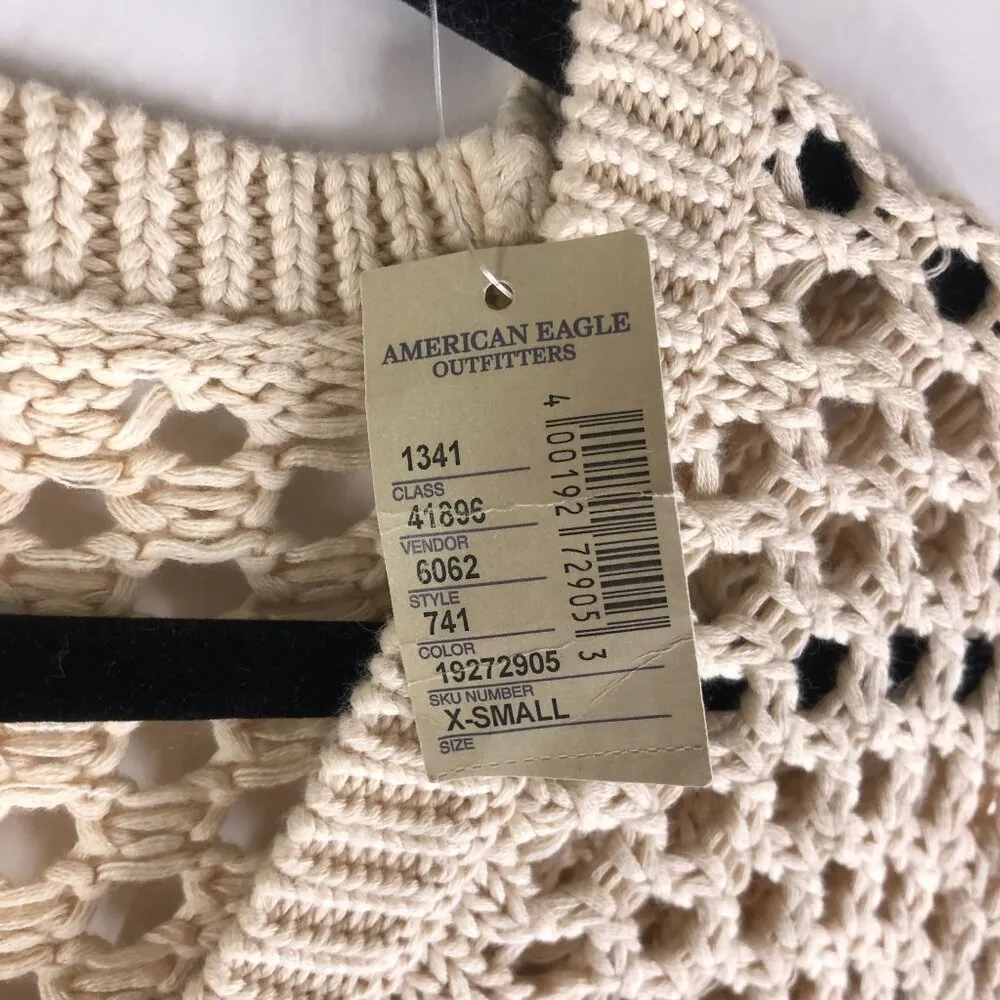 AMERICAN EAGLE
OUTFITTERS
1341
CLASS
41896
VENDOR
6062
STYLE
741
COLOR
19272905
SKU NUMBER
X-SMALL
SIZE
4 00192 72905 3